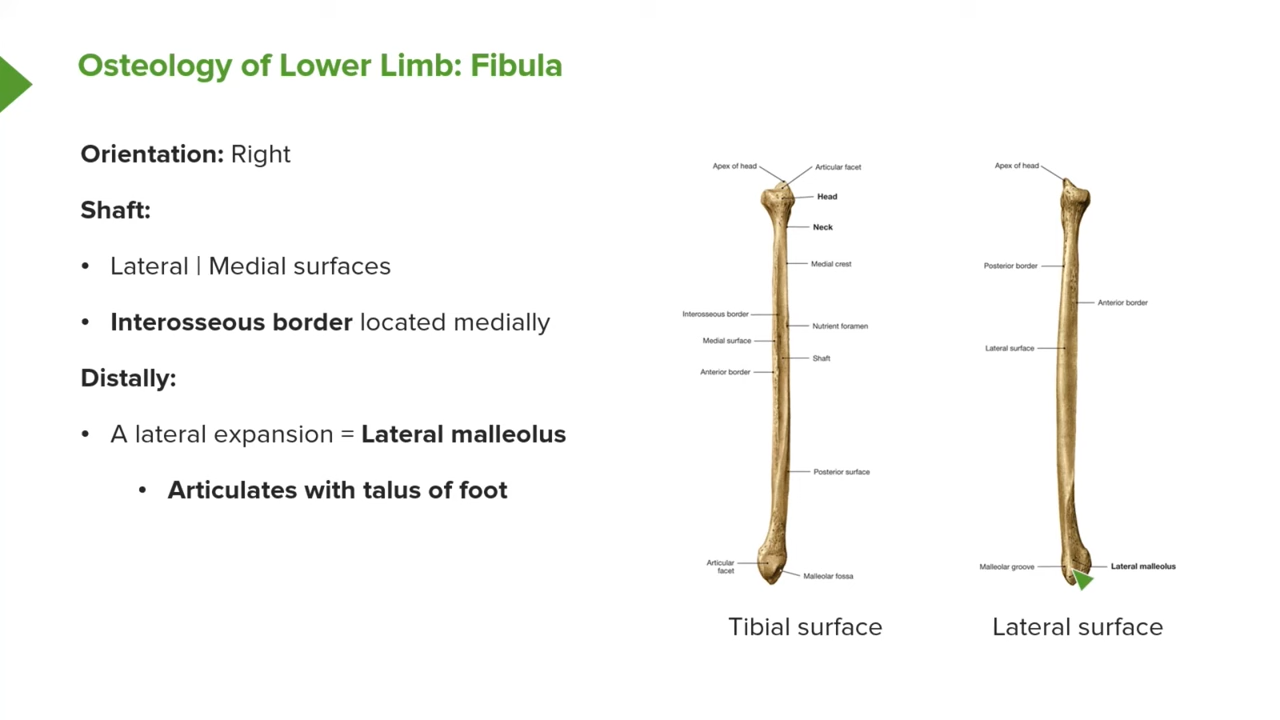 Osteology of Lower Limb: Fibula
Orientation: Right
Shaft:
• Lateral | Medial surfaces
• Interosseous border located medially
Distally:
• A lateral expansion = Lateral malleolus
• Articulates with talus of foot
Apex of head
Articular facet
Head
Neck
Medial crest
Interosseous border
Nutrient foramen
Medial surface
Shaft
Anterior border
Posterior surface
Articular
facet
Malleolar fossa
Tibial surface
Apex of head
Posterior border
Anterior border
Lateral surface
Malleolar groove
Lateral malleolus
Lateral surface